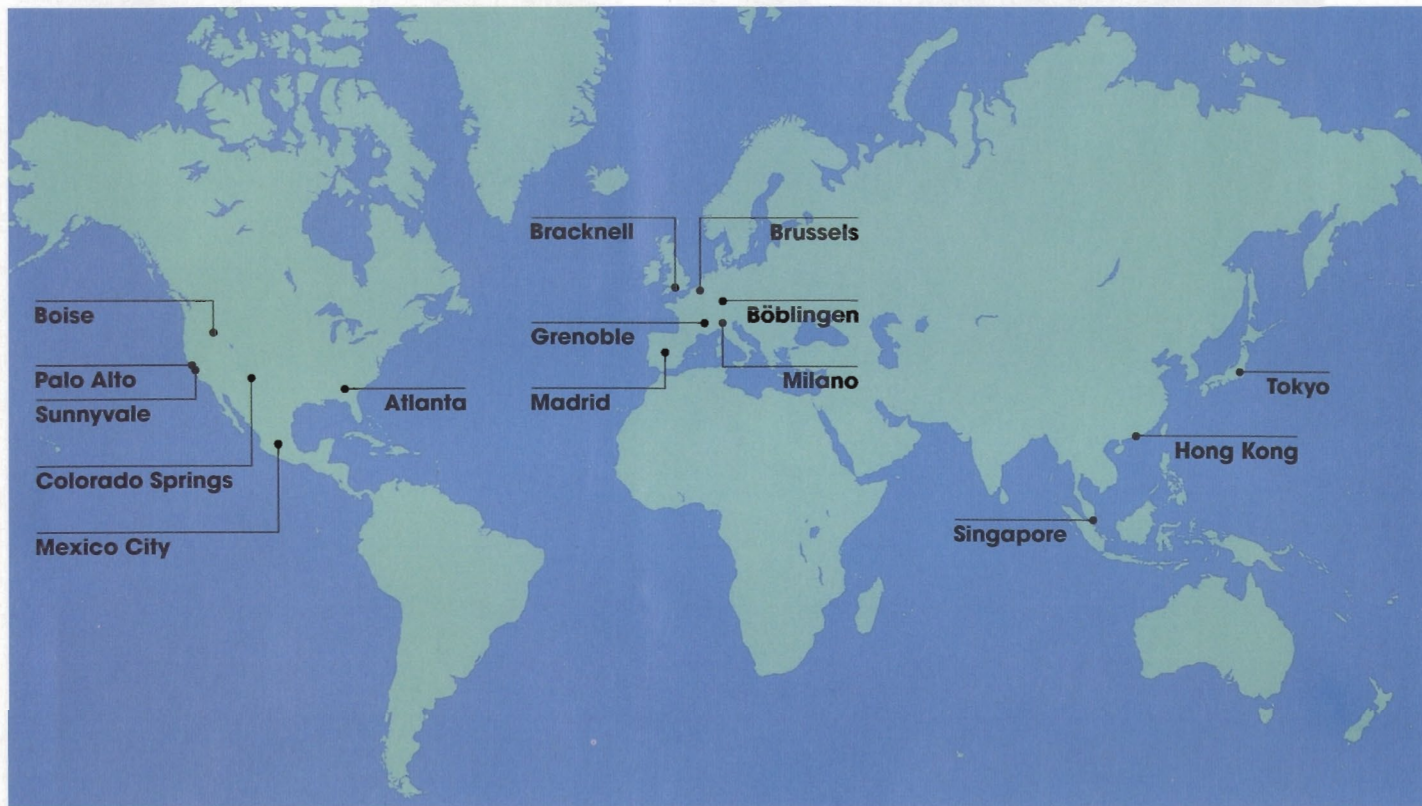 Bracknell
Brussels
Boise
Böblingen
Grenoble
Palo Alto
Milano
Tokyo
Sunnyvale
Atlanta
Madrid
Hong Kong
Colorado Springs
Singapore
Mexico City